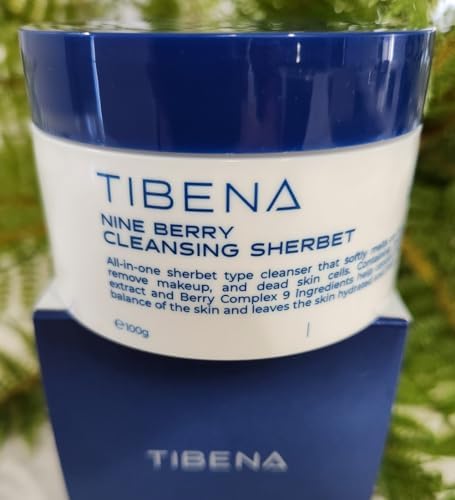 TIBENA
NINE BERRY
CLEANSING SHERBET
All-in-one sherbet type cleanser that softly melts
remove makeup, and dead skin cells.
extract and Berry Complex 9 ingredients help
balance of the skin and leaves the skin hydrated
℮100g
TIBENA